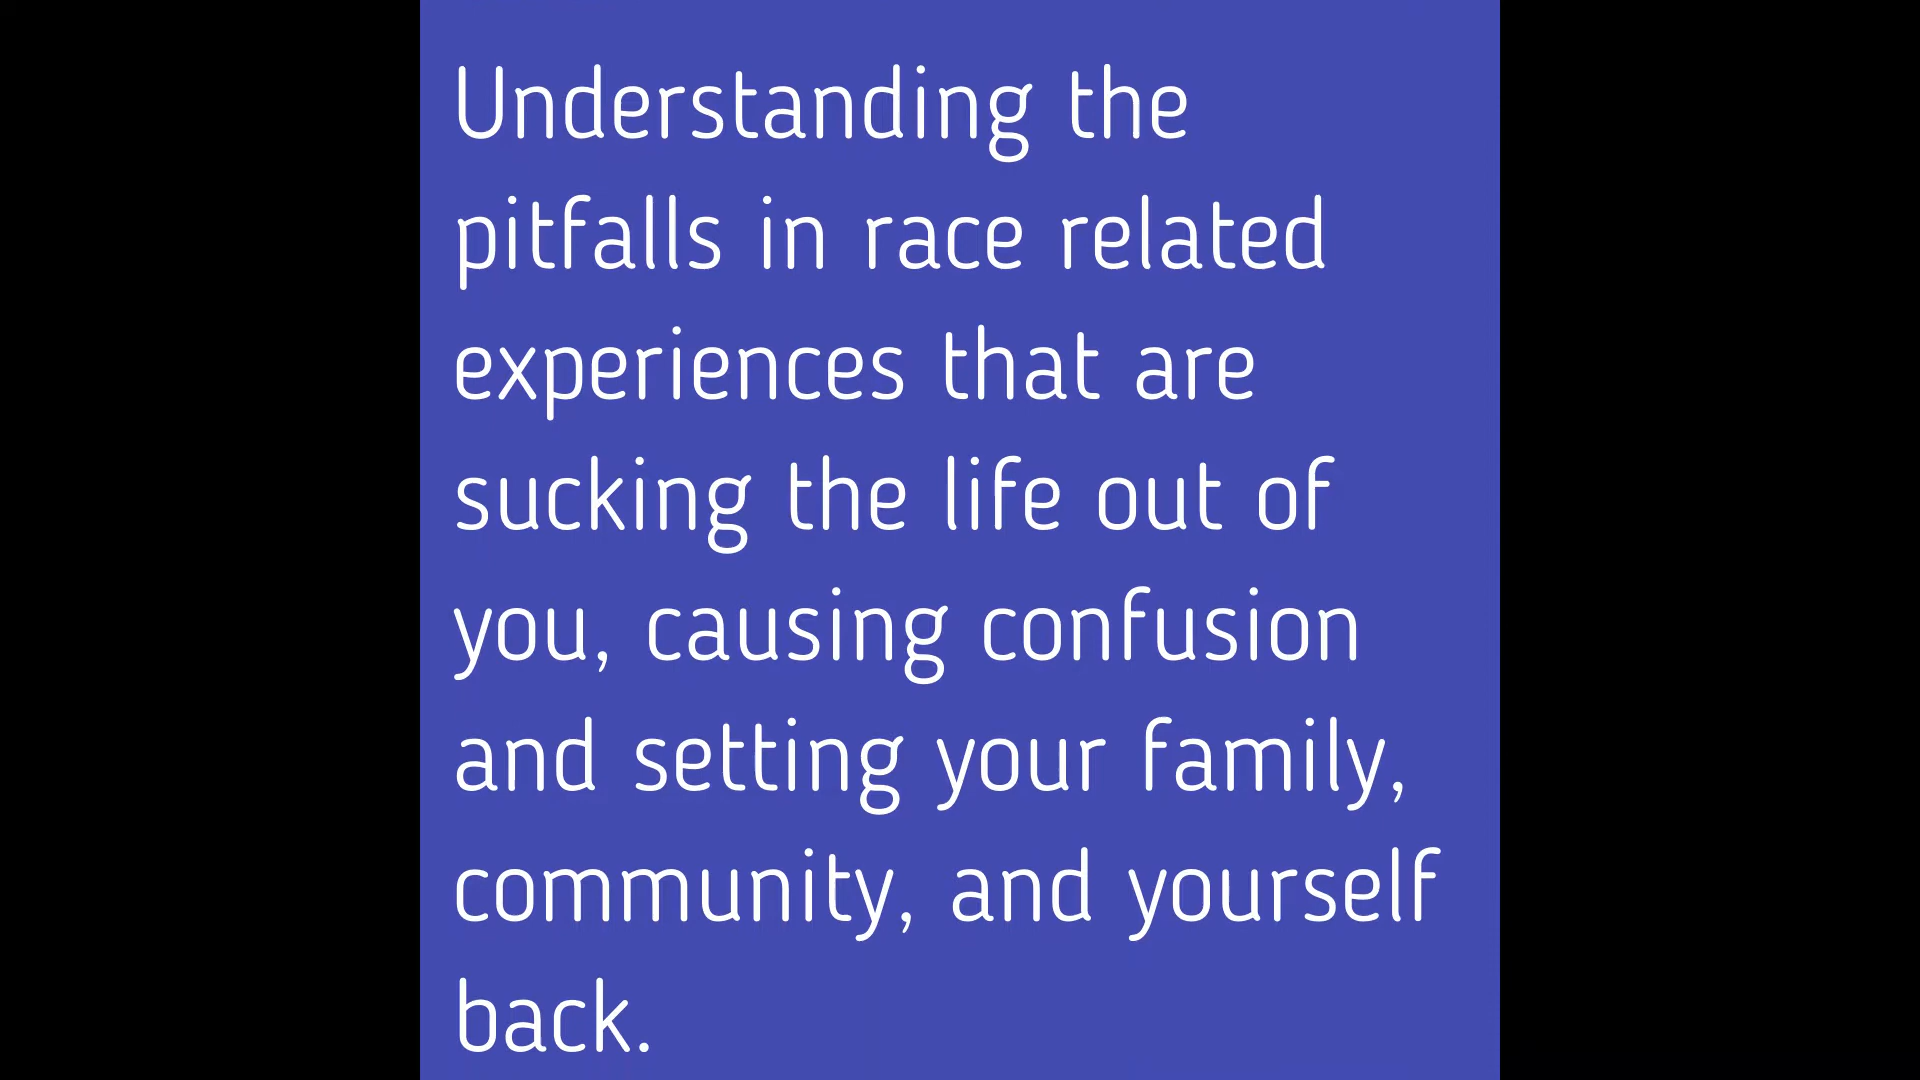 Understanding the
pitfalls in race related
experiences that are
sucking the life out of
you, causing confusion
and setting your family,
community, and yourself
back.